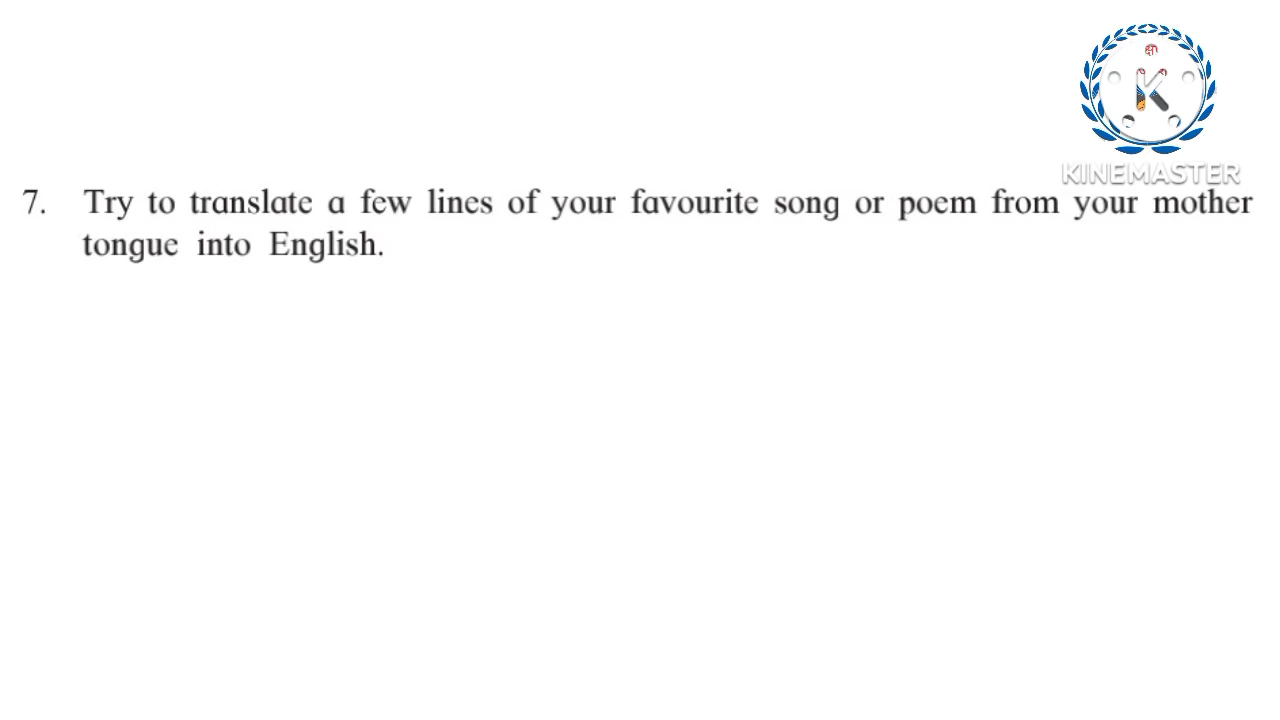 KINEMASTER
7. Try to translate a few lines of your favourite song or poem from your mother
tongue into English.